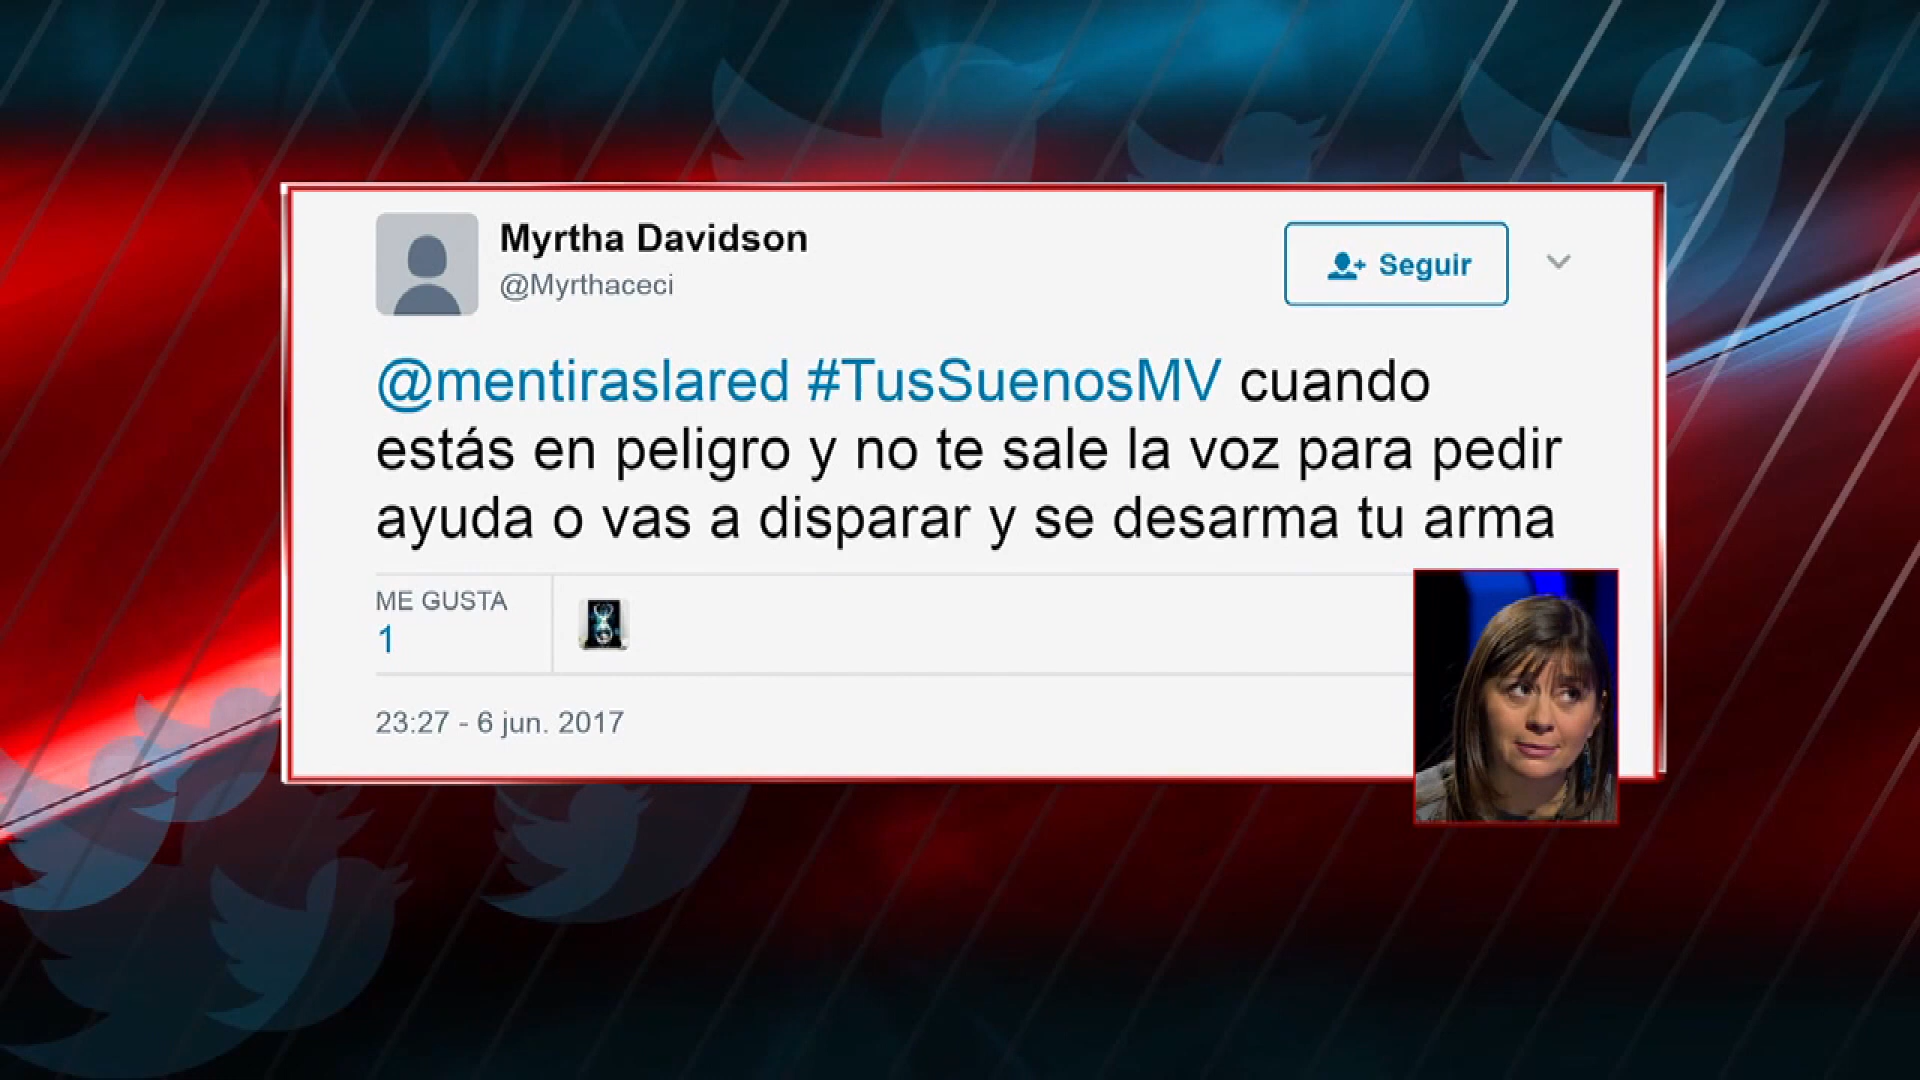 Myrtha Davidson
@Myrthaceci
Seguir
@mentiraslared #TusSuenosMV cuando
estás en peligro y no te sale la voz para pedir
ayuda o vas a disparar y se desarma tu arma
ME GUSTA
1
23:27 - 6 jun. 2017